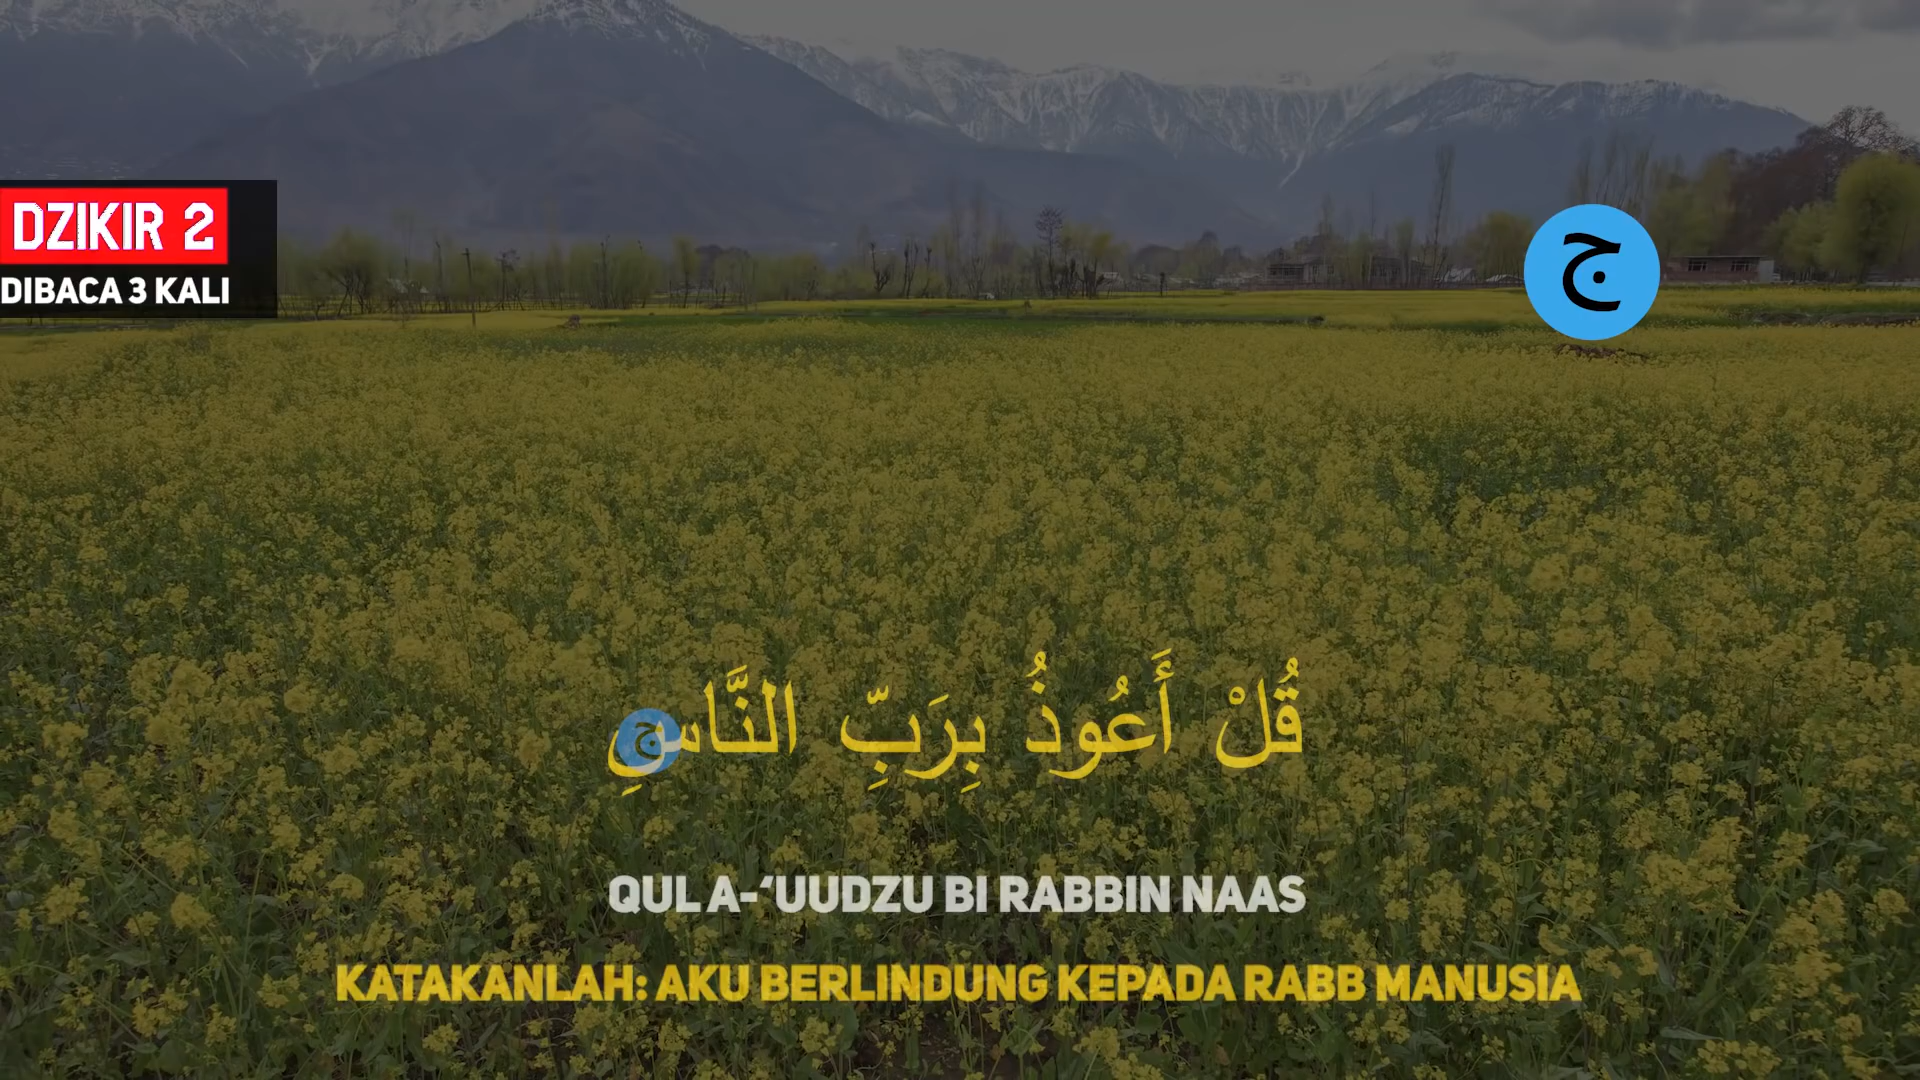 DZIKIR 2
DIBACA 3 KALI
ج
قُلْ أَعُوذُ بِرَبِّ النَّاسِ
ج
QUL A-‘UUDZU BI RABBIN NAAS
KATAKANLAH: AKU BERLINDUNG KEPADA RABB MANUSIA